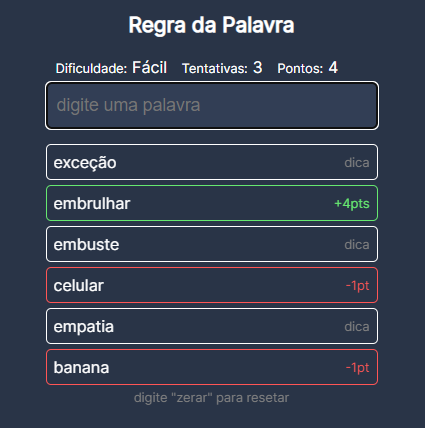 Regra da Palavra
Dificuldade: Fácil Tentativas: 3 Pontos: 4
digite uma palavra
exceção dica
embrulhar +4pts
embuste dica
celular -1pt
empatia dica
banana -1pt
digite "zerar" para resetar